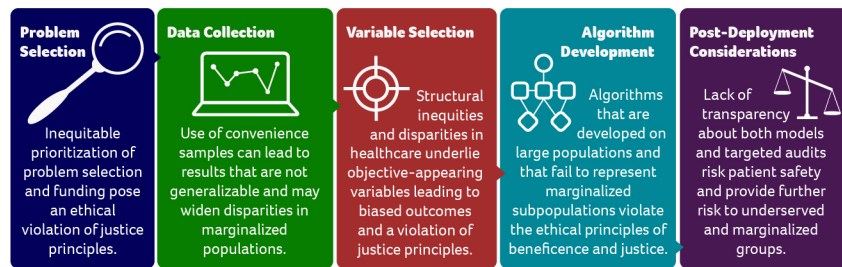 Problem
Selection
Inequitable
prioritization of
problem selection
and funding pose
an ethical
violation of justice
principles.
Data Collection
Use of convenience
samples can lead to
results that are not
generalizable and may
widen disparities in
marginalized
populations.
Variable Selection
Structural
inequities
and disparities in
healthcare underlie
objective-appearing
variables leading to
biased outcomes
and a violation of
justice principles.
Algorithm
Development
Algorithms
that are
developed on
large populations and
that fail to represent
marginalized
subpopulations violate
the ethical principles of
beneficence and justice.
Post-Deployment
Considerations
Lack of
transparency
about both models
and targeted audits
risk patient safety
and provide further
risk to underserved
and marginalized
groups.